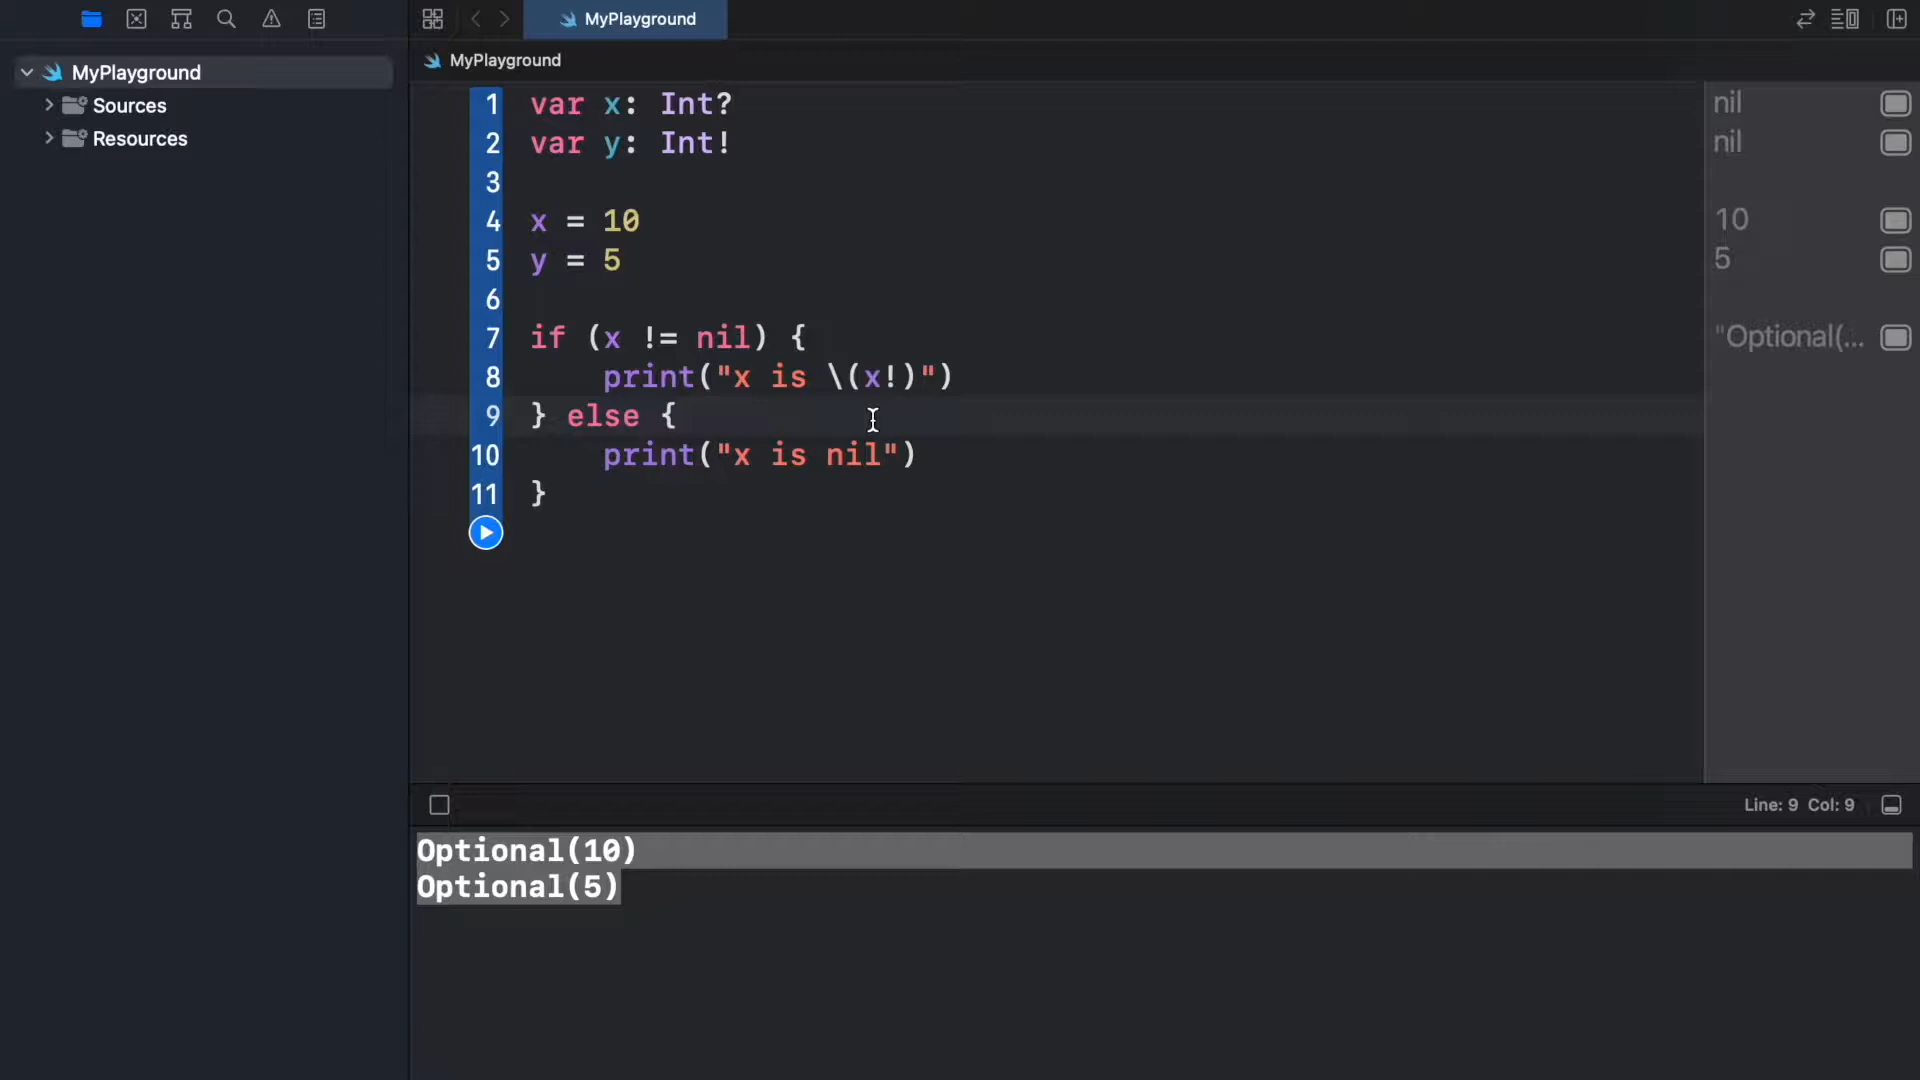 MyPlayground
MyPlayground
MyPlayground
Sources
Resources
1 var x: Int?
2 var y: Int!
3
4 x = 10
5 y = 5
6
7 if (x != nil) {
8     print("x is \(x!)")
9 } else {
10     print("x is nil")
11 }
nil
nil
10
5
"Optional(...
Line: 9 Col: 9
Optional(10)
Optional(5)